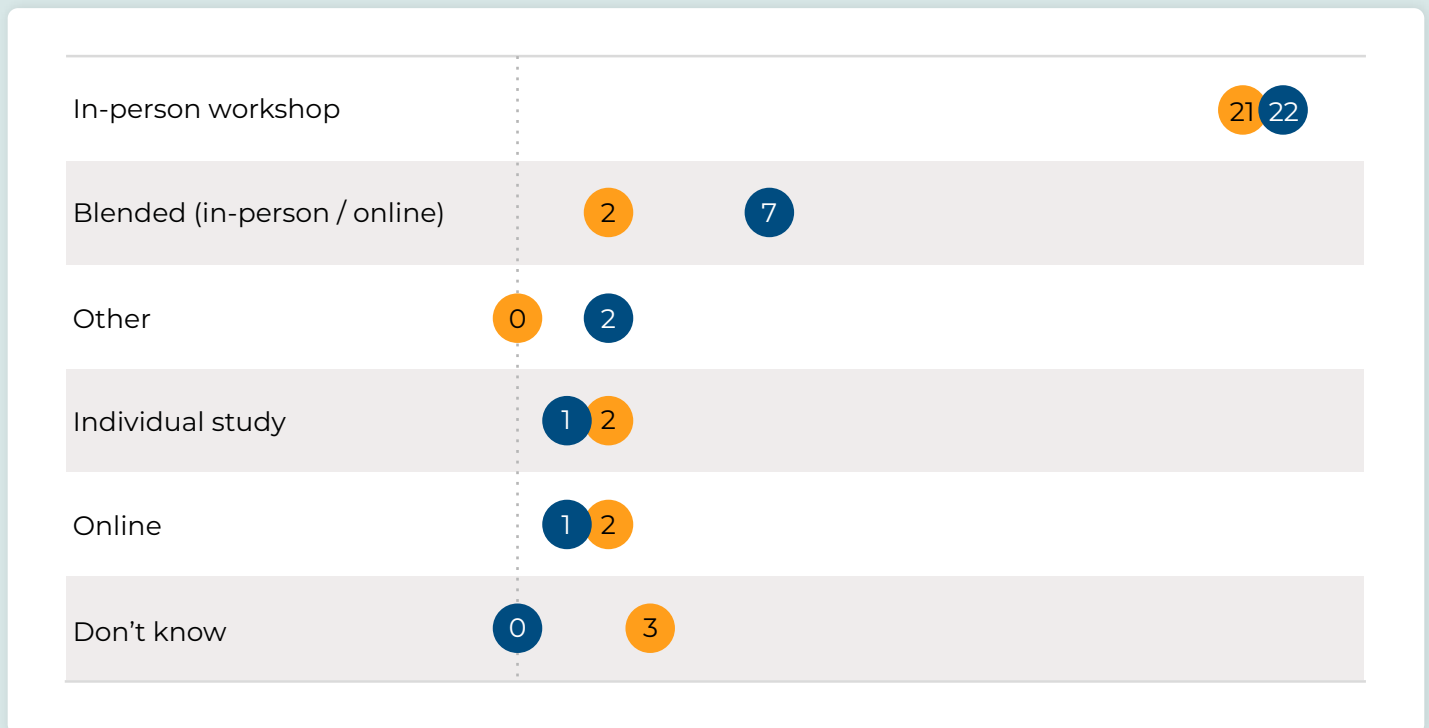 In-person workshop
21 22
Blended (in-person / online)
2 7
Other
0 2
Individual study
1 2
Online
1 2
Don’t know
0 3